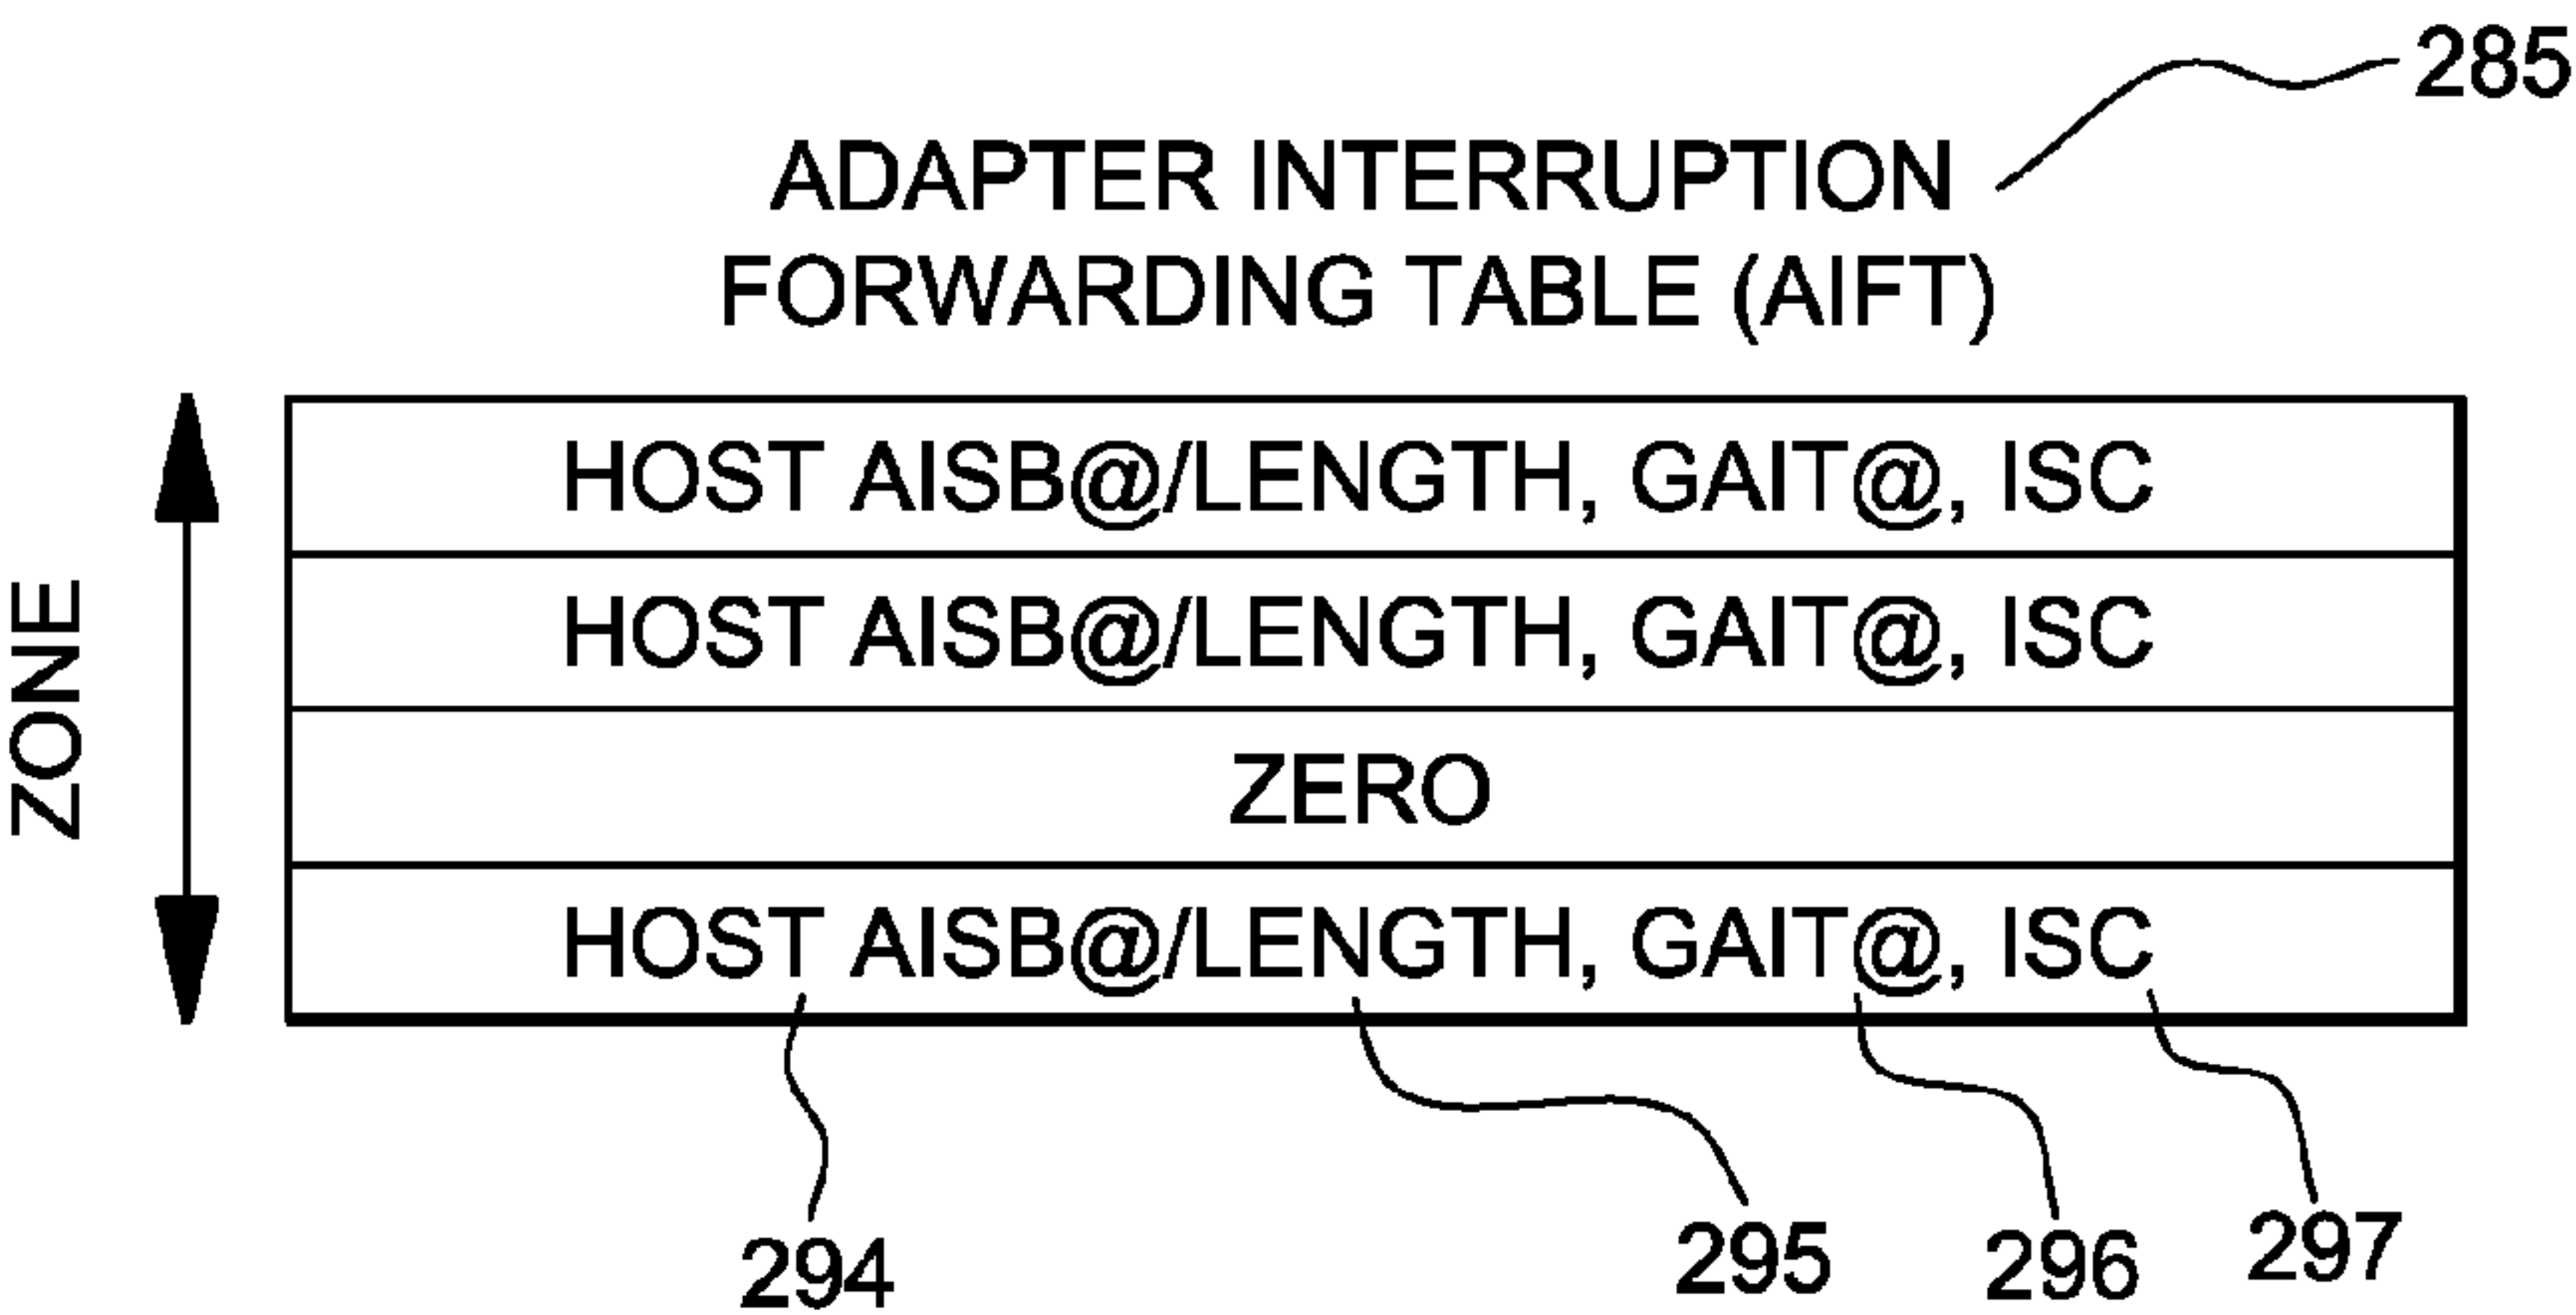 285
ADAPTER INTERRUPTION
FORWARDING TABLE (AIFT)
ZONE
HOST AISB@/LENGTH, GAIT@, ISC
HOST AISB@/LENGTH, GAIT@, ISC
ZERO
HOST AISB@/LENGTH, GAIT@, ISC
294 295 296 297